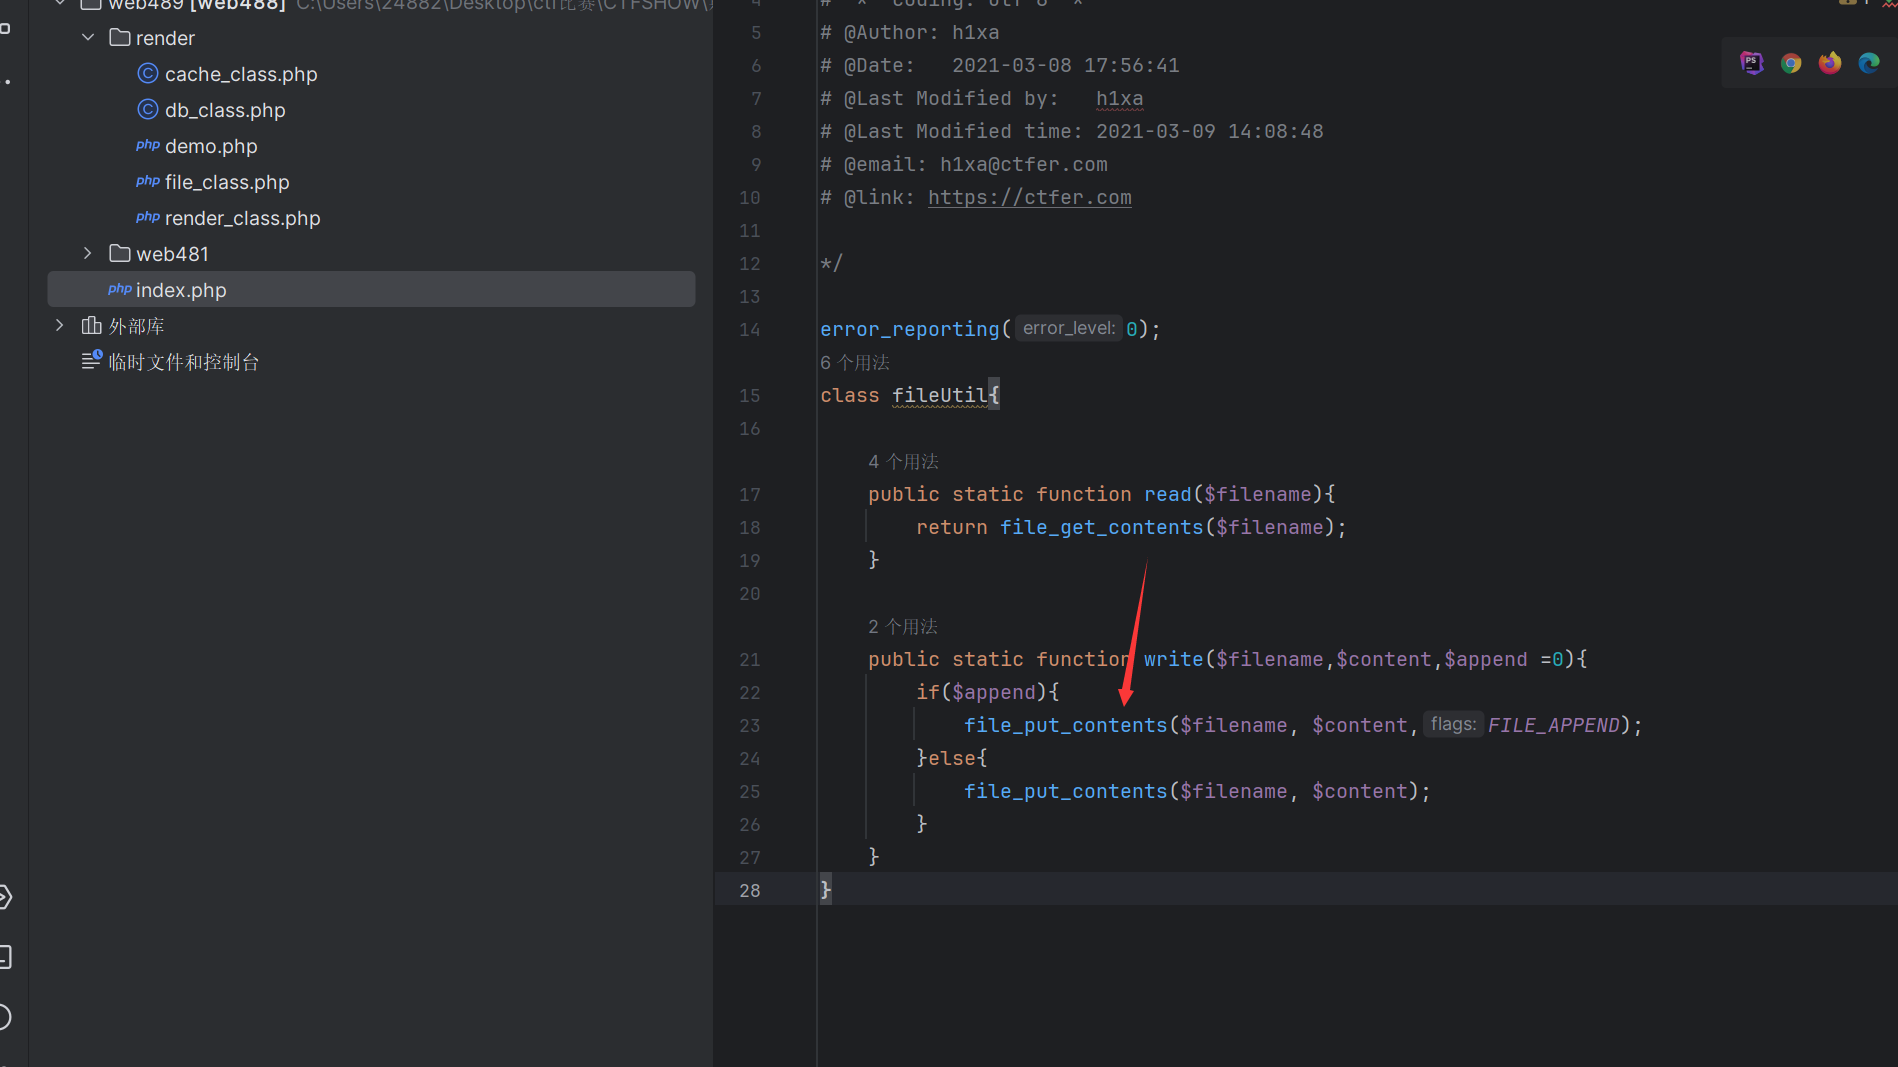 web489 [web488] C:\Users\24882\Desktop\ctf比赛\CTFSHOW\
render
cache_class.php
db_class.php
php demo.php
php file_class.php
php render_class.php
web481
php index.php
外部库
临时文件和控制台
4 # -*- coding: utf-8 -*-
5 # @Author: h1xa
6 # @Date:   2021-03-08 17:56:41
7 # @Last Modified by:   h1xa
8 # @Last Modified time: 2021-03-09 14:08:48
9 # @email: h1xa@ctfer.com
10 # @link: https://ctfer.com
11
12 */
13
14 error_reporting( error_level: 0);
6 个用法
15 class fileUtil{
16
4 个用法
17 public static function read($filename){
18 return file_get_contents($filename);
19 }
20
2 个用法
21 public static function write($filename,$content,$append =0){
22 if($append){
23 file_put_contents($filename, $content, flags: FILE_APPEND);
24 }else{
25 file_put_contents($filename, $content);
26 }
27 }
28 }
PS